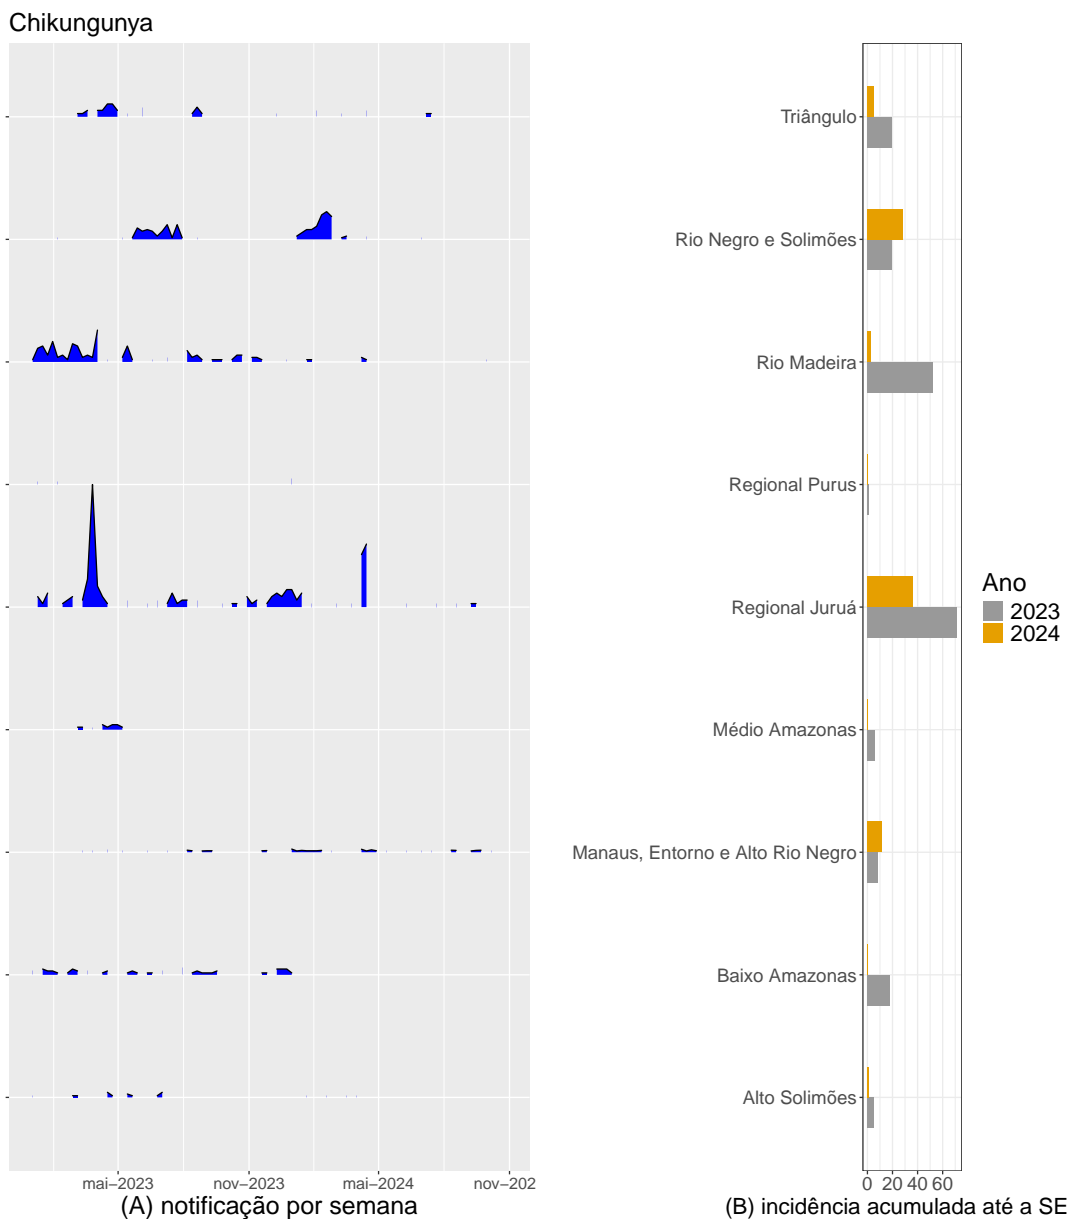 Chikungunya
Triângulo
Rio Negro e Solimões
Rio Madeira
Regional Purus
Regional Juruá
Médio Amazonas
Manaus, Entorno e Alto Rio Negro
Baixo Amazonas
Alto Solimões
Ano
2023
2024
mai–2023 nov–2023 mai–2024 nov–202
0 20 40 60
(A) notificação por semana
(B) incidência acumulada até a SE